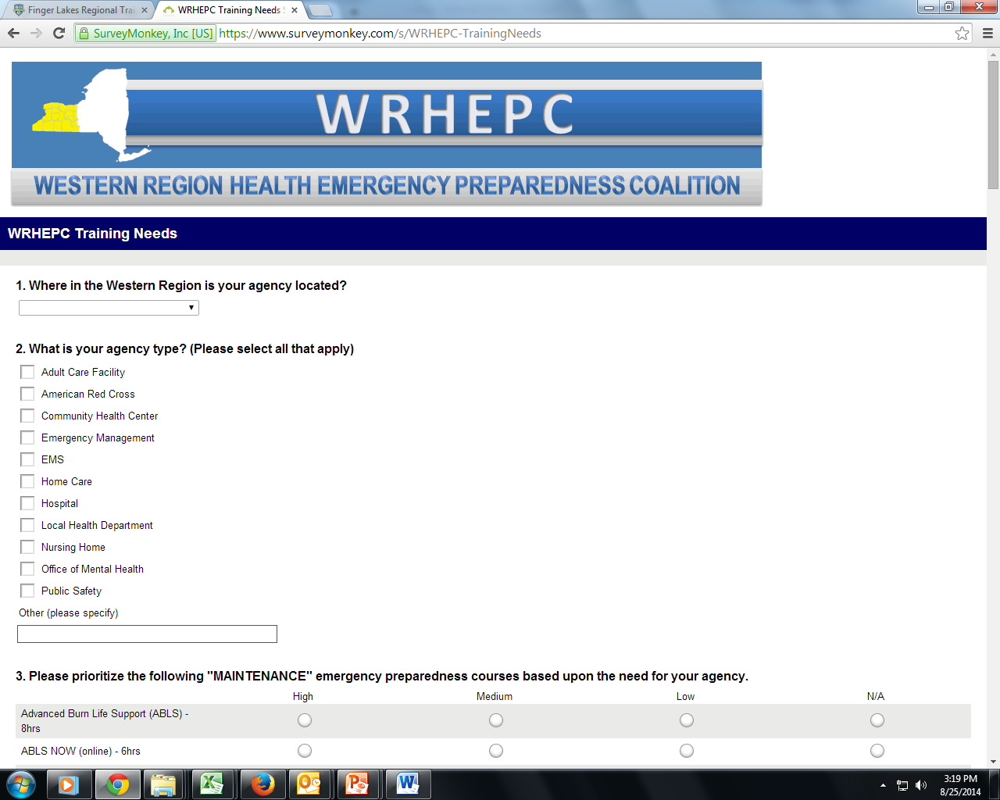 Finger Lakes Regional Trai
WRHEPC Training Needs S
SurveyMonkey, Inc [US]
https://www.surveymonkey.com/s/WRHEPC-TrainingNeeds
WRHEPC
WESTERN REGION HEALTH EMERGENCY PREPAREDNESS COALITION
WRHEPC Training Needs
1. Where in the Western Region is your agency located?
2. What is your agency type? (Please select all that apply)
Adult Care Facility
American Red Cross
Community Health Center
Emergency Management
EMS
Home Care
Hospital
Local Health Department
Nursing Home
Office of Mental Health
Public Safety
Other (please specify)
3. Please prioritize the following "MAINTENANCE" emergency preparedness courses based upon the need for your agency.
High Medium Low N/A
Advanced Burn Life Support (ABLS) -
8hrs
ABLS NOW (online) - 6hrs
3:19 PM
8/25/2014